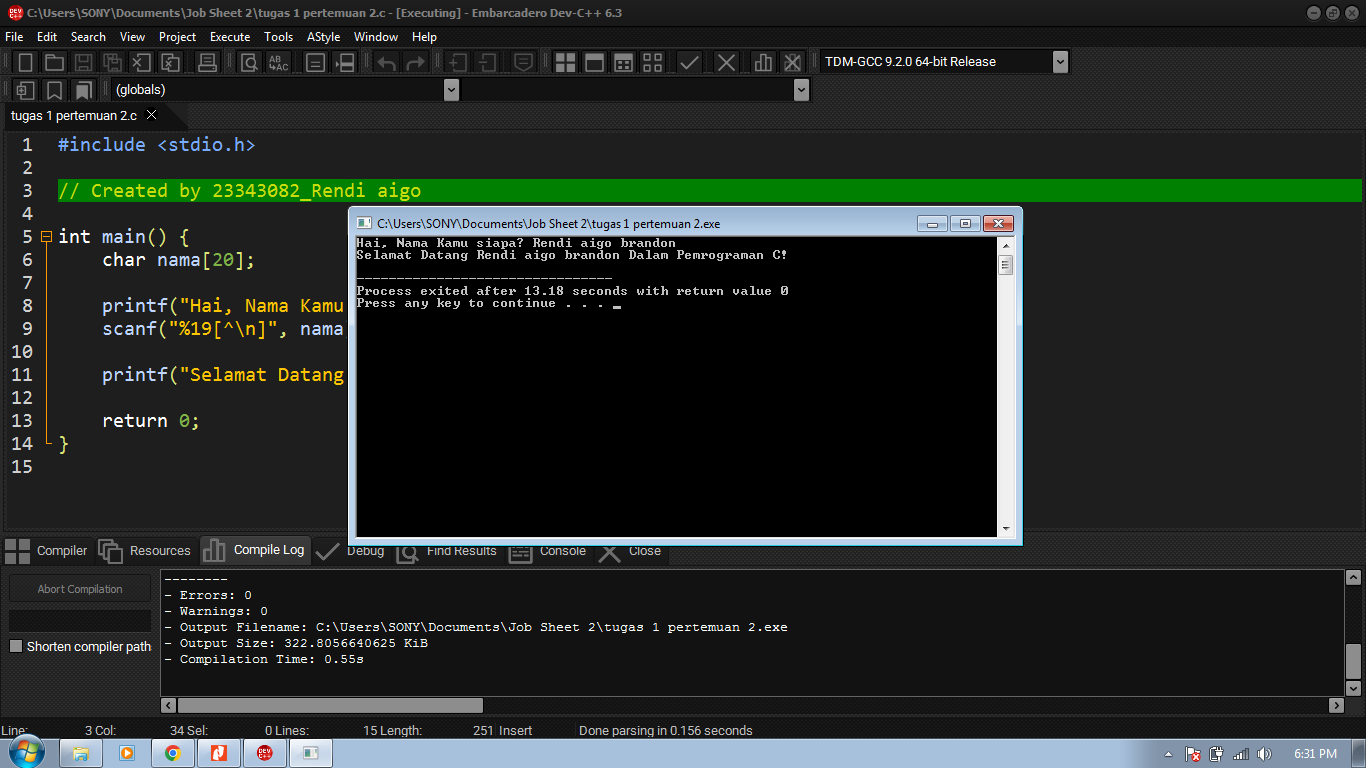 C:\Users\SONY\Documents\Job Sheet 2\tugas 1 pertemuan 2.c - [Executing] - Embarcadero Dev-C++ 6.3
File Edit Search View Project Execute Tools AStyle Window Help
TDM-GCC 9.2.0 64-bit Release
(globals)
tugas 1 pertemuan 2.c
1 #include <stdio.h>
2
3 // Created by 23343082_Rendi aigo
4
5 int main() {
6 char nama[20];
7
8 printf("Hai, Nama Kamu
9 scanf("%19[^\n]", nama
10
11 printf("Selamat Datang
12
13 return 0;
14 }
15
C:\Users\SONY\Documents\Job Sheet 2\tugas 1 pertemuan 2.exe
Hai, Nama Kamu siapa? Rendi aigo brandon
Selamat Datang Rendi aigo brandon Dalam Pemrograman C!
--------------------------------
Process exited after 13.18 seconds with return value 0
Press any key to continue . . .
Compiler Resources Compile Log Debug Find Results Console Close
Abort Compilation
Shorten compiler path
--------
- Errors: 0
- Warnings: 0
- Output Filename: C:\Users\SONY\Documents\Job Sheet 2\tugas 1 pertemuan 2.exe
- Output Size: 322.8056640625 KiB
- Compilation Time: 0.55s
Line: 3 Col: 34 Sel: 0 Lines: 15 Length: 251 Insert Done parsing in 0.156 seconds
6:31 PM